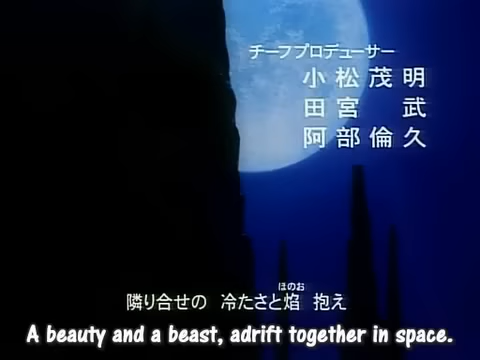 チーフプロデューサー
小松茂明
田宮 武
阿部倫久
ほのお
隣り合せの 冷たさと焔 抱え
A beauty and a beast, adrift together in space.